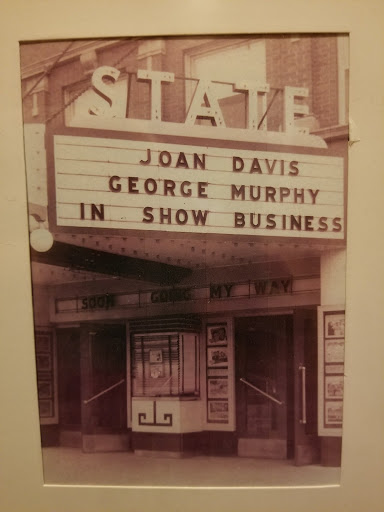 STATE
JOAN DAVIS
GEORGE MURPHY
IN SHOW BUSINESS
SOON GOING MY WAY